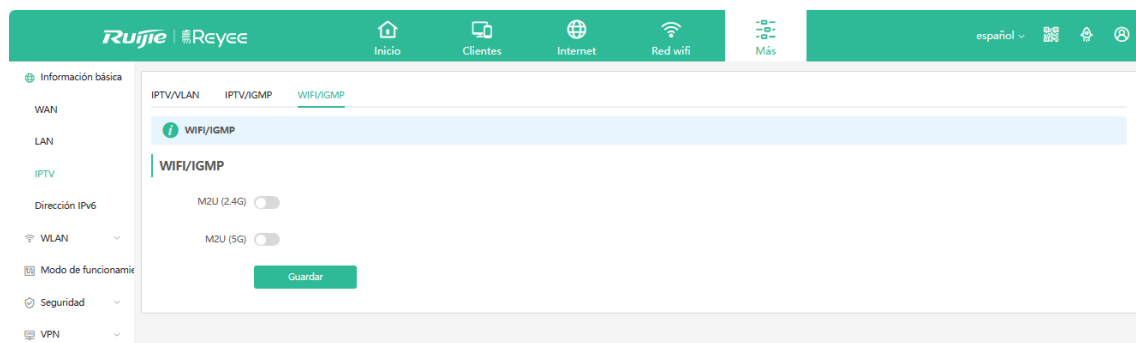 Ruijie | Reyee
Inicio
Clientes
Internet
Red wifi
Más
español
Información básica
WAN
LAN
IPTV
Dirección IPv6
WLAN
Modo de funcionamie
Seguridad
VPN
IPTV/VLAN IPTV/IGMP WIFI/IGMP
WIFI/IGMP
WIFI/IGMP
M2U (2.4G)
M2U (5G)
Guardar